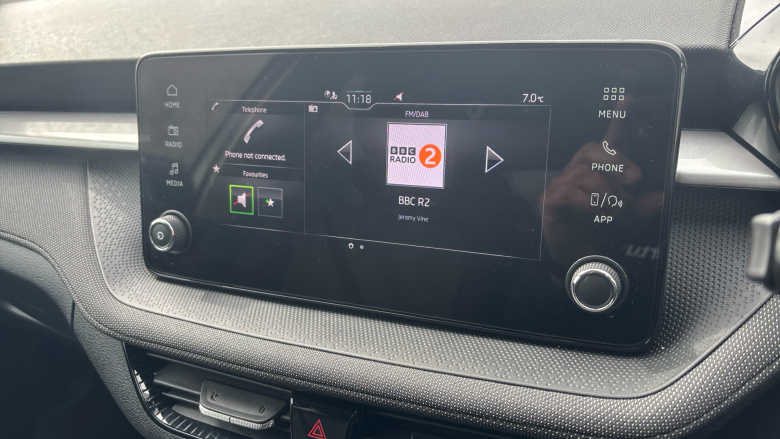 HOME
RADIO
MEDIA
11:18
7.0°C
Telephone
Phone not connected.
Favourites
FM/DAB
BBC
RADIO 2
BBC R2
Jeremy Vine
MENU
PHONE
APP